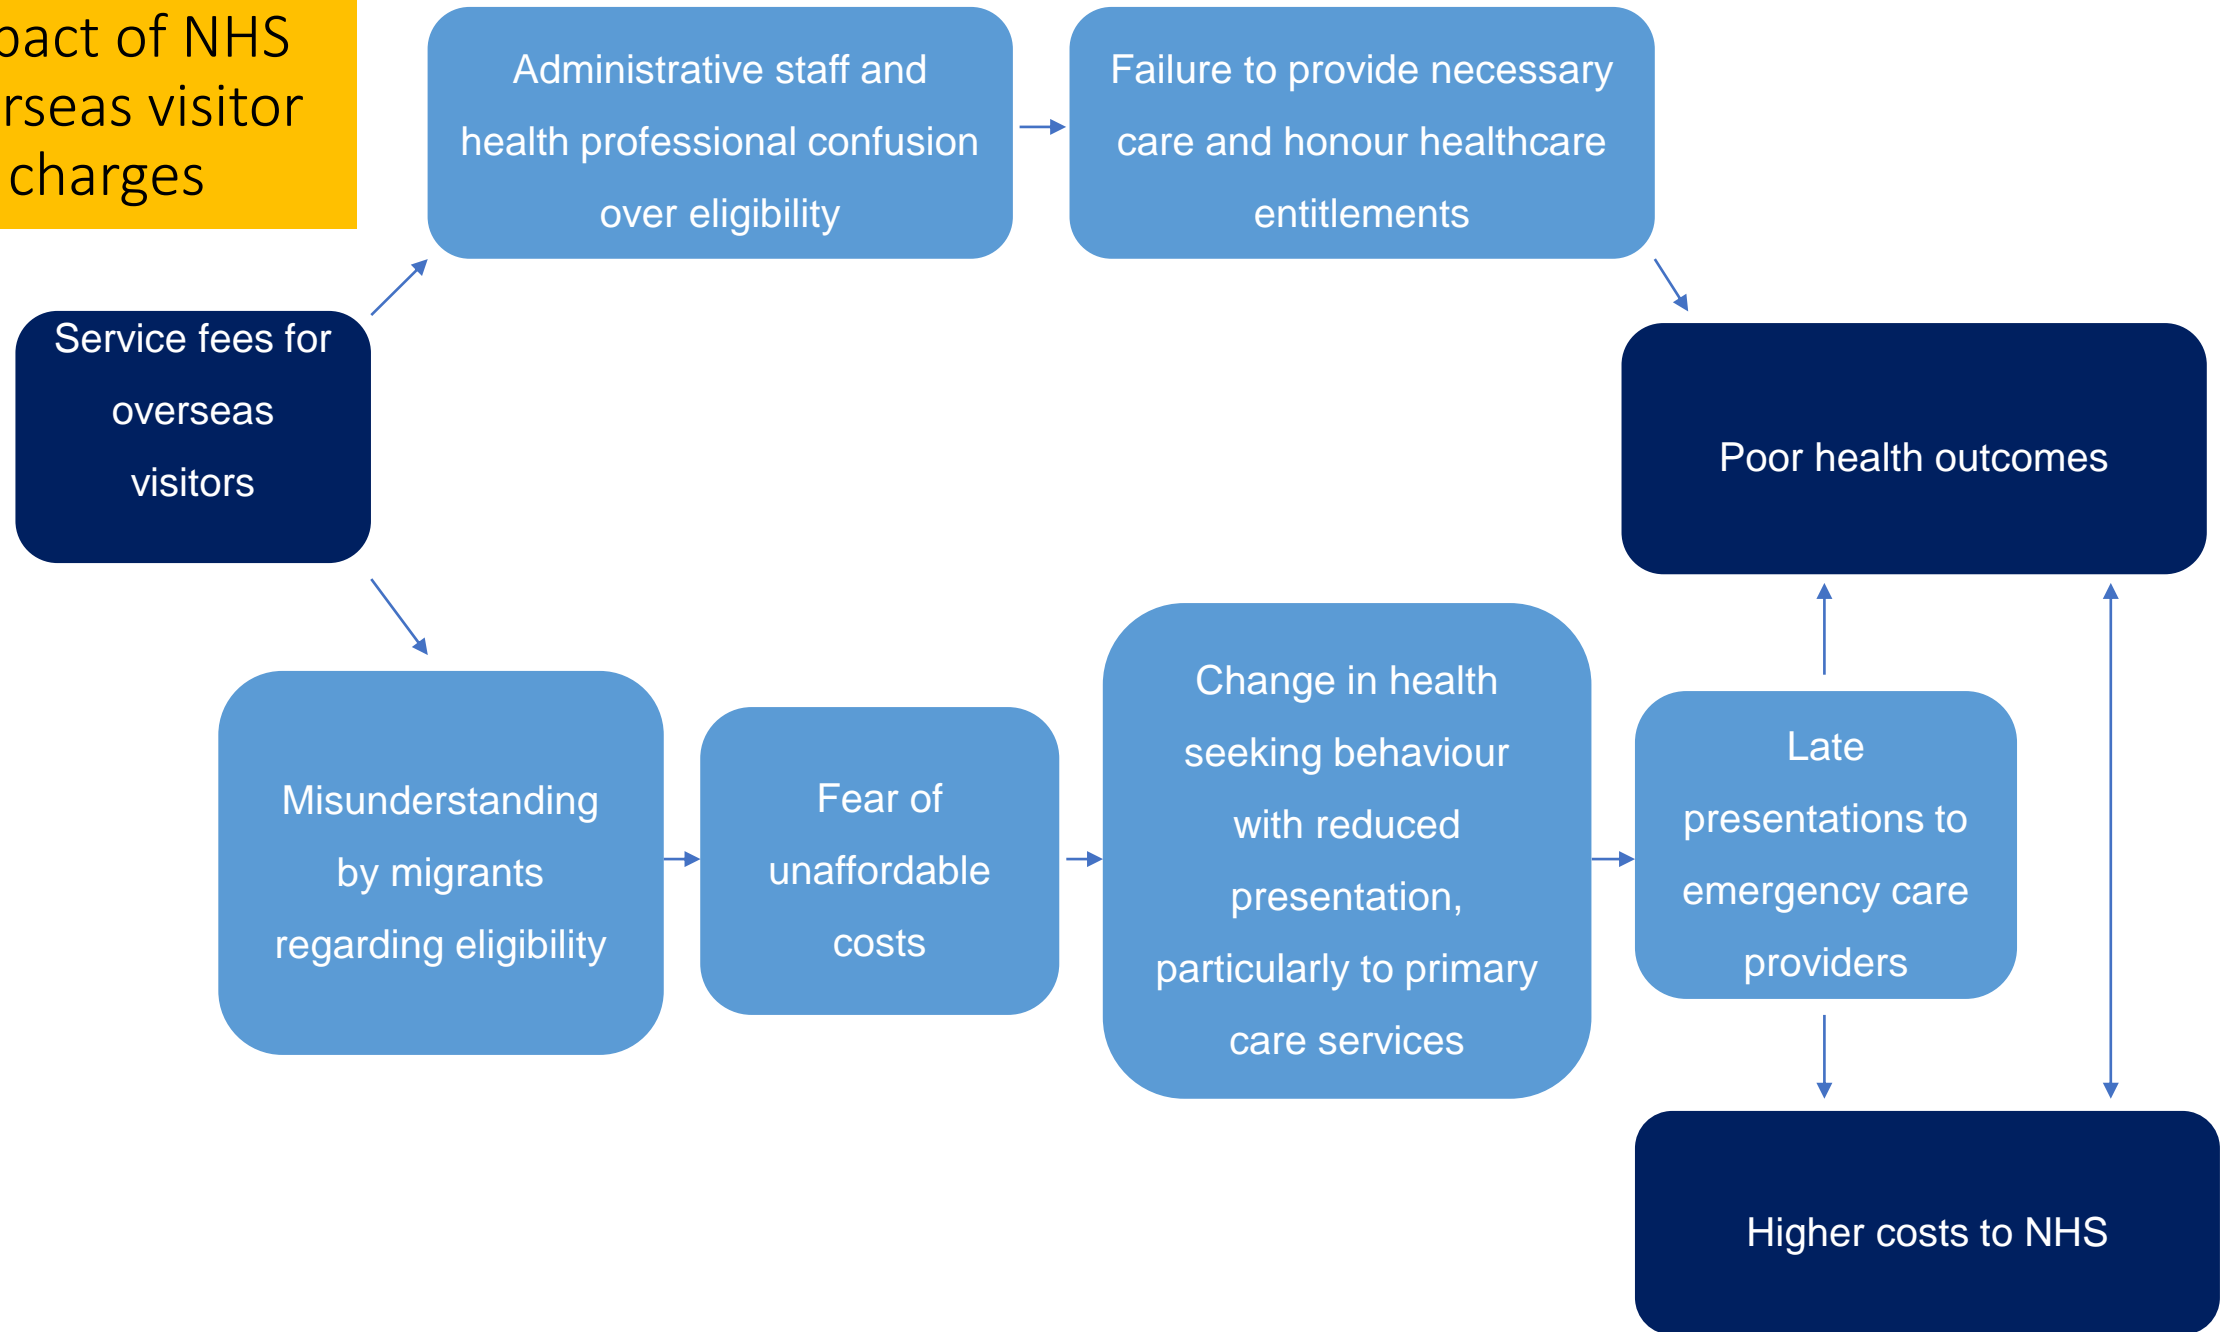 of NHS
visitor
charges
Administrative staff and
health professional confusion
over eligibility
Failure to provide necessary
care and honour healthcare
entitlements
Service fees for
overseas
visitors
Poor health outcomes
Misunderstanding
by migrants
regarding eligibility
Fear of
unaffordable
costs
Change in health
seeking behaviour
with reduced
presentation,
particularly to primary
care services
Late
presentations to
emergency care
providers
Higher costs to NHS